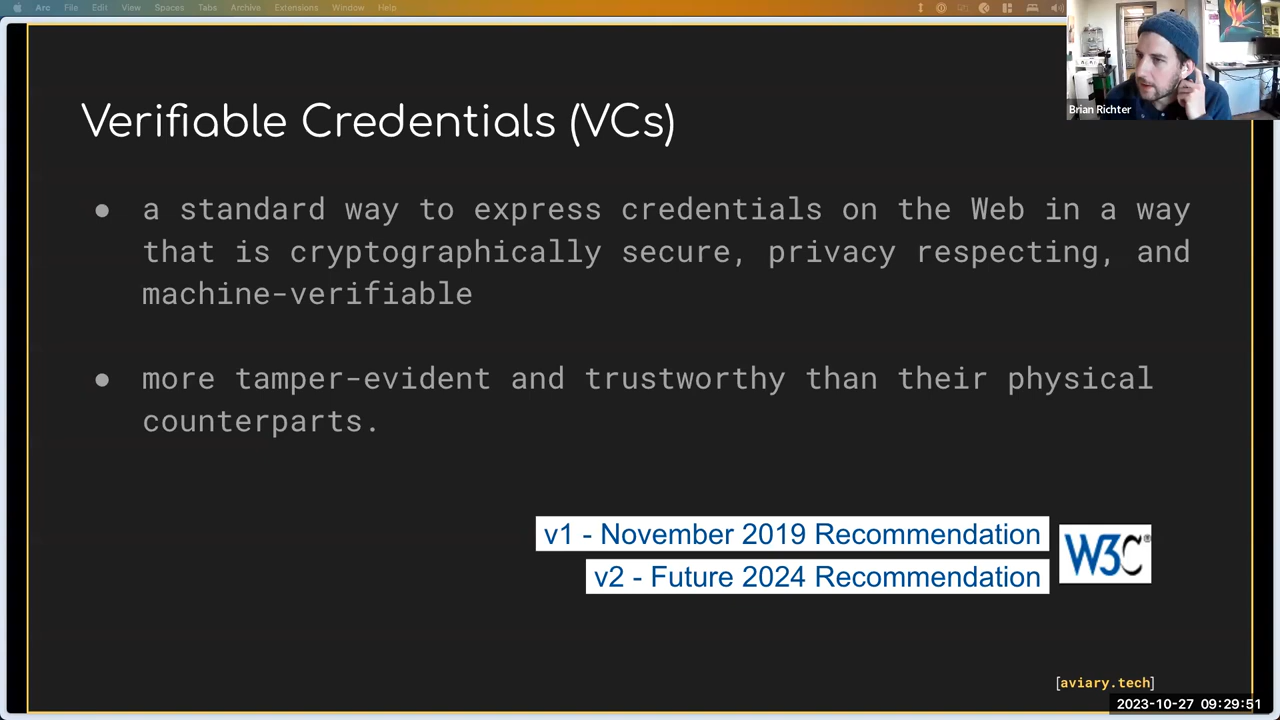 Arc File Edit View Spaces Tabs Archive Extensions Window Help
Brian Richter
Verifiable Credentials (VCs)
● a standard way to express credentials on the Web in a way
that is cryptographically secure, privacy respecting, and
machine-verifiable
● more tamper-evident and trustworthy than their physical
counterparts.
v1 - November 2019 Recommendation
v2 - Future 2024 Recommendation
W3C®
[aviary.tech]
2023-10-27 09:29:51